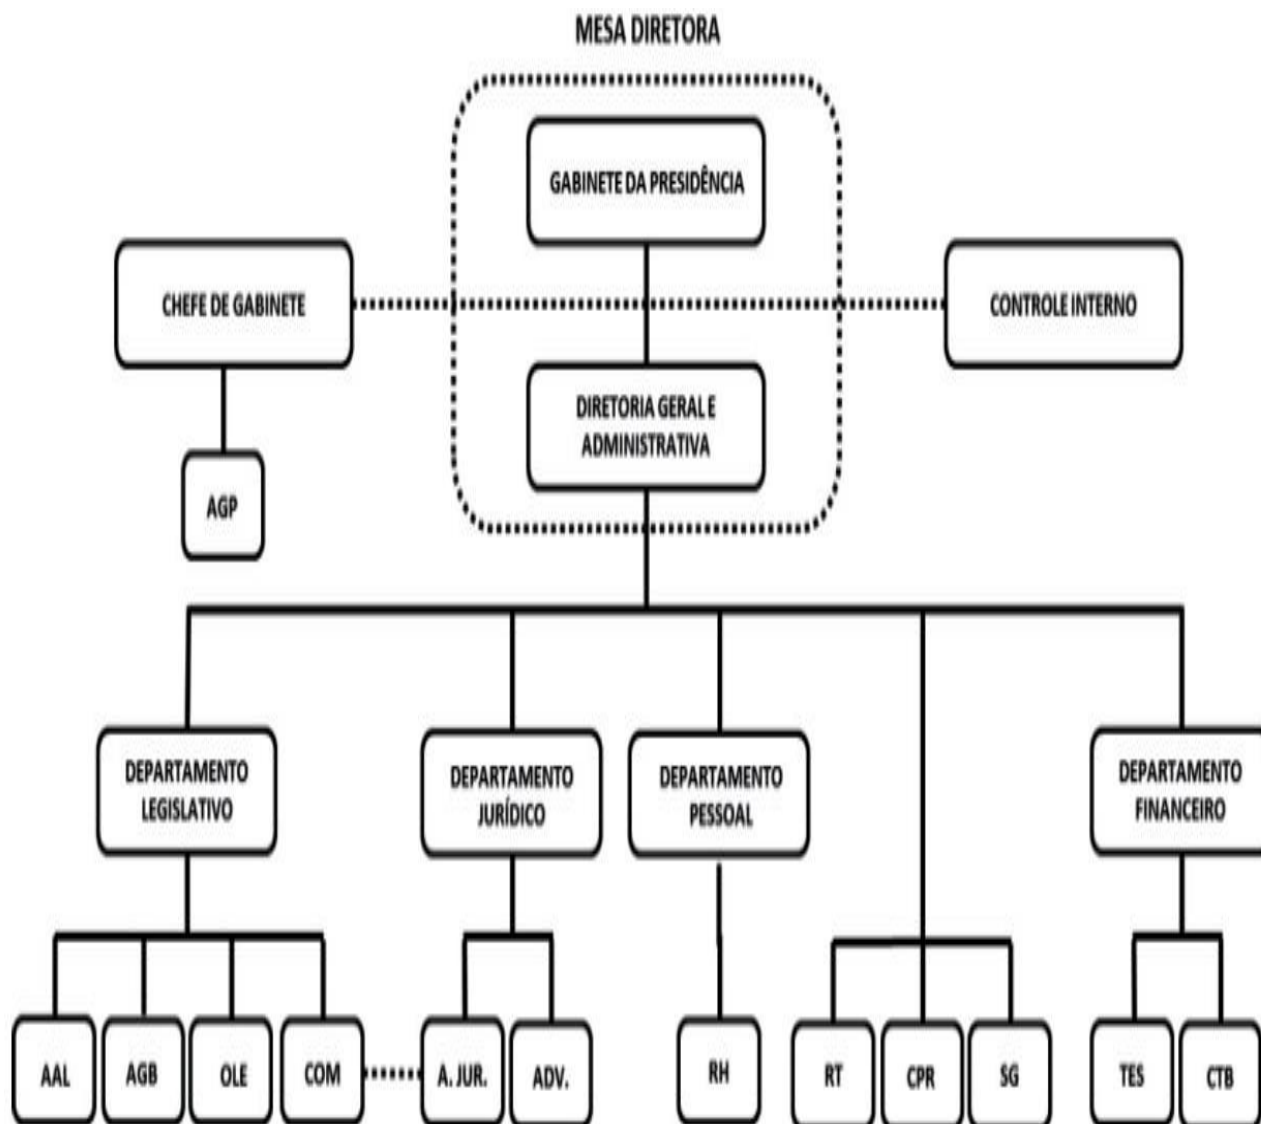 MESA DIRETORA
GABINETE DA PRESIDÊNCIA
CHEFE DE GABINETE
CONTROLE INTERNO
DIRETORIA GERAL E
ADMINISTRATIVA
AGP
DEPARTAMENTO
LEGISLATIVO
DEPARTAMENTO
JURÍDICO
DEPARTAMENTO
PESSOAL
DEPARTAMENTO
FINANCEIRO
AAL
AGB
OLE
COM
A. JUR.
ADV.
RH
RT
CPR
SG
TES
CTB